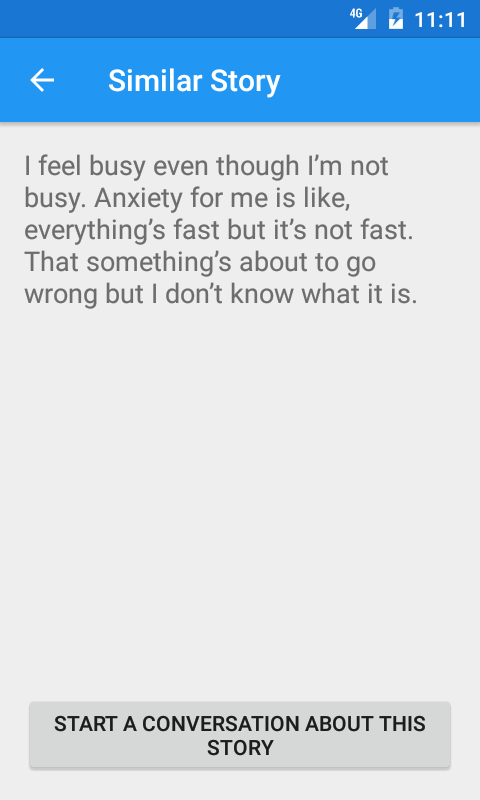 4G 11:11
Similar Story
I feel busy even though I’m not
busy. Anxiety for me is like,
everything’s fast but it’s not fast.
That something’s about to go
wrong but I don’t know what it is.
START A CONVERSATION ABOUT THIS
STORY